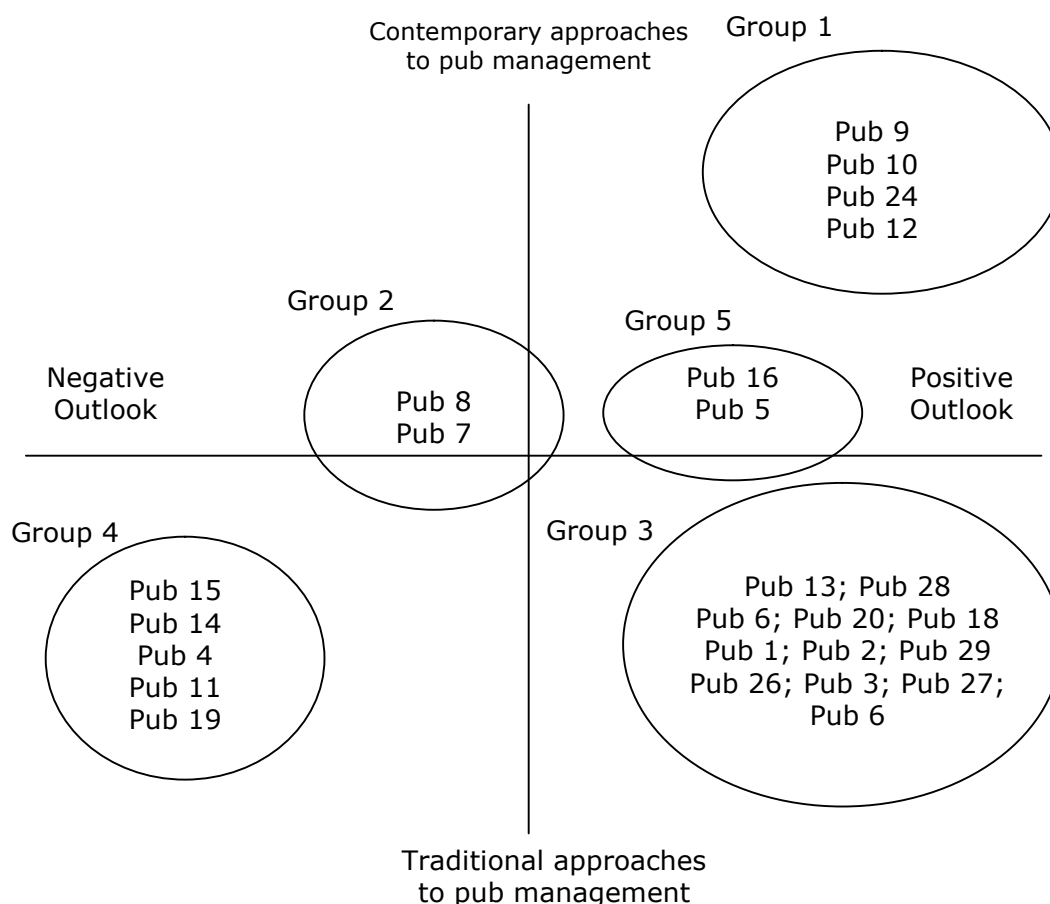 Contemporary approaches
to pub management
Group 1
Pub 9
Pub 10
Pub 24
Pub 12
Group 2
Group 5
Negative
Outlook
Pub 8
Pub 7
Pub 16
Pub 5
Positive
Outlook
Group 4
Group 3
Pub 15
Pub 14
Pub 4
Pub 11
Pub 19
Pub 13; Pub 28
Pub 6; Pub 20; Pub 18
Pub 1; Pub 2; Pub 29
Pub 26; Pub 3; Pub 27;
Pub 6
Traditional approaches
to pub management